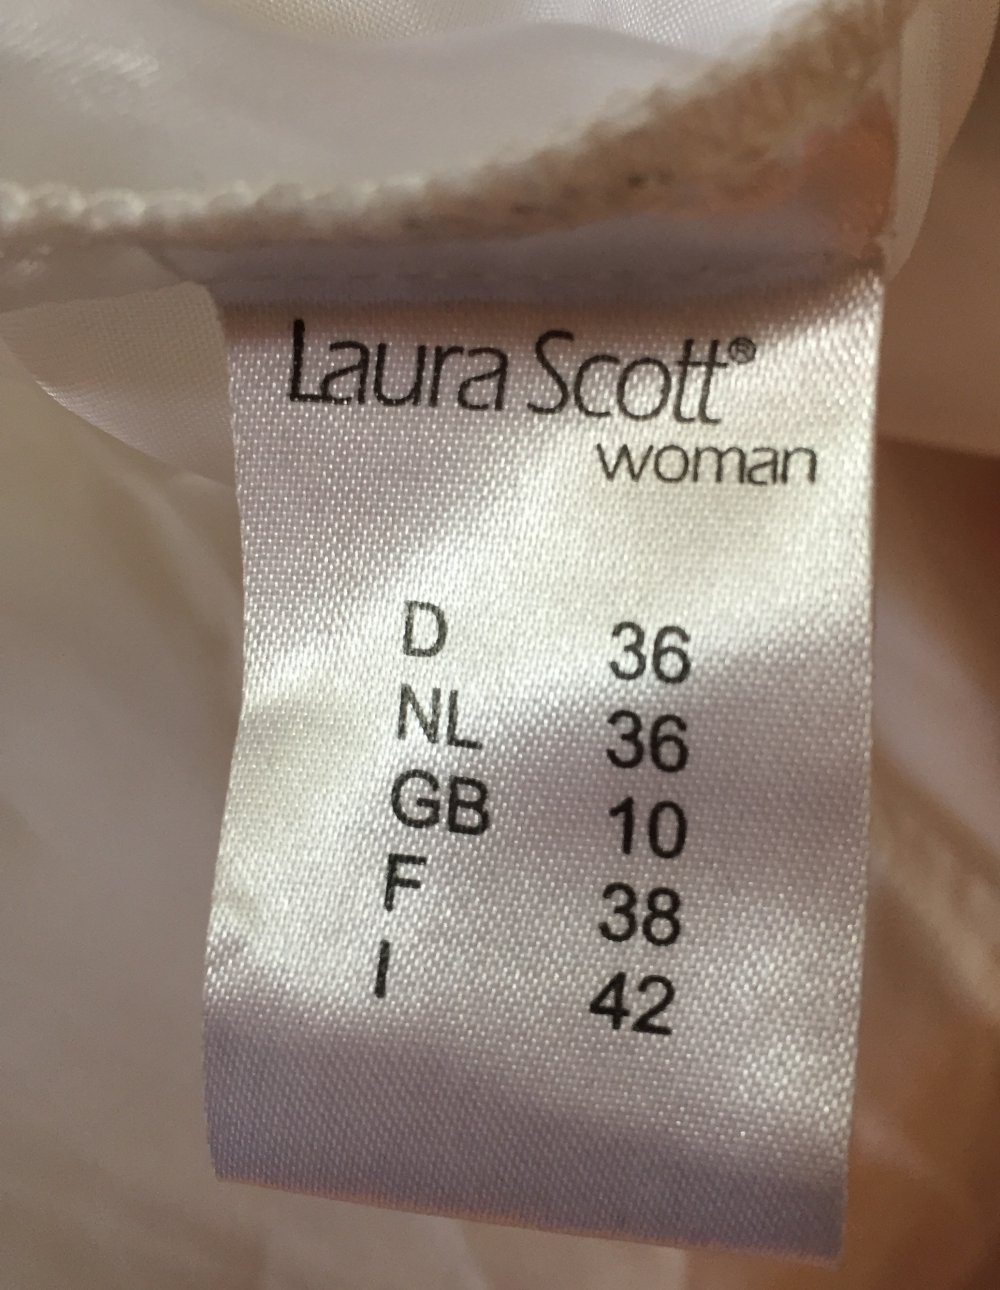 Laura Scott®
woman
D 36
NL 36
GB 10
F 38
I 42